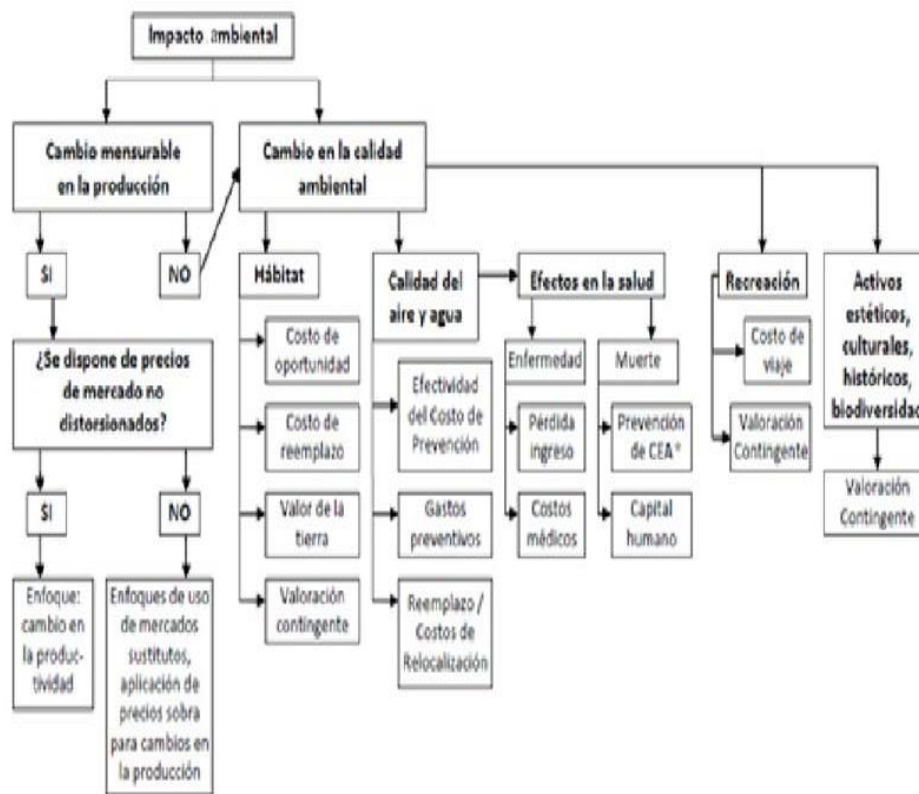 Impacto ambiental
Cambio mensurable
en la producción
Cambio en la calidad
ambiental
SI
NO
Hábitat
Calidad del
aire y agua
Efectos en la salud
Recreación
Activos
estéticos,
culturales,
históricos,
biodiversidad
¿Se dispone de precios
de mercado no
distorsionados?
Costo de
oportunidad
Costo de
reemplazo
Valor de la
tierra
Valoración
contingente
Efectividad
del Costo de
Prevención
Gastos
preventivos
Reemplazo /
Costos de
Relocalización
Enfermedad
Pérdida
ingreso
Costos
médicos
Muerte
Prevención
de CEA*
Capital
humano
Costo de
viaje
Valoración
Contingente
Valoración
Contingente
SI
NO
Enfoque:
cambio en
la produc-
tividad
Enfoques de uso
de mercados
sustitutos,
aplicación de
precios sobra
para cambios en
la producción